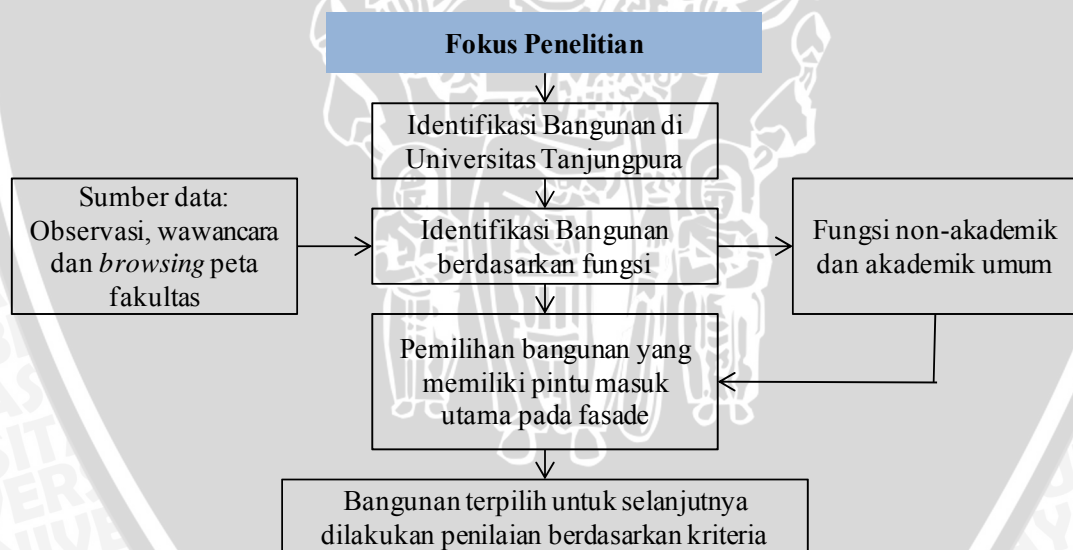 Fokus Penelitian
Identifikasi Bangunan di
Universitas Tanjungpura
Sumber data:
Observasi, wawancara
dan browsing peta
fakultas
Identifikasi Bangunan
berdasarkan fungsi
Fungsi non-akademik
dan akademik umum
Pemilihan bangunan yang
memiliki pintu masuk
utama pada fasade
Bangunan terpilih untuk selanjutnya
dilakukan penilaian berdasarkan kriteria